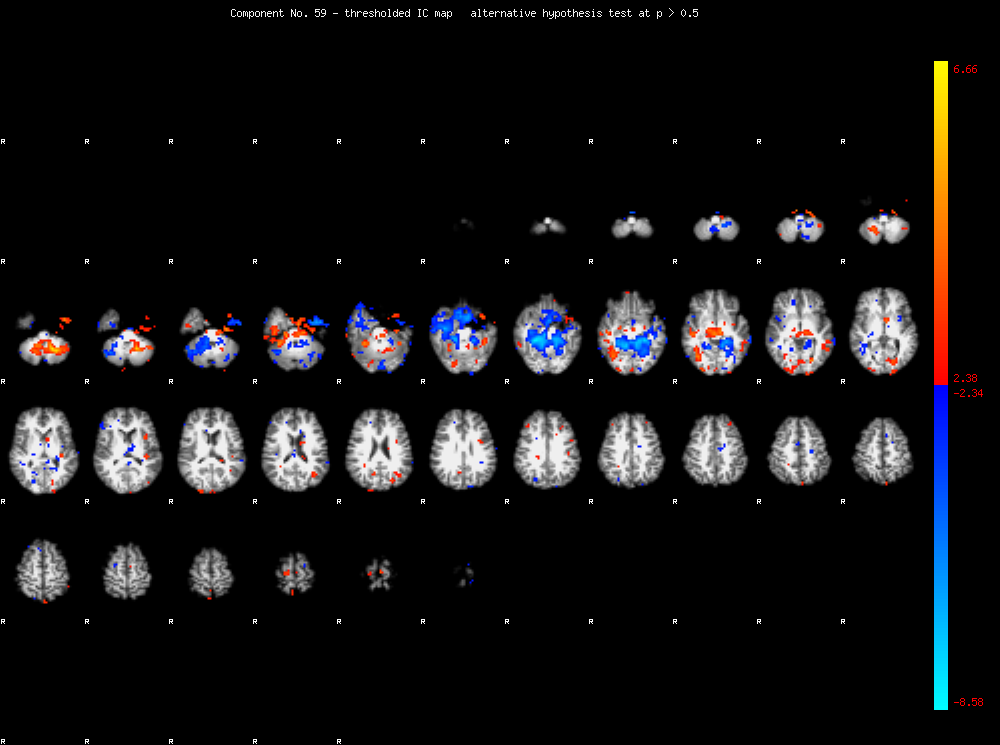 Component No. 59 - thresholded IC map   alternative hypothesis test at p > 0.5
6.66
R R R R R R R R R R R
R R R R R R R R R R R
2.30
R R R R R R R R R R R
-2.34
R R R R R R R R R R R
R R R R R R R R R R R
-8.58
R R R R R